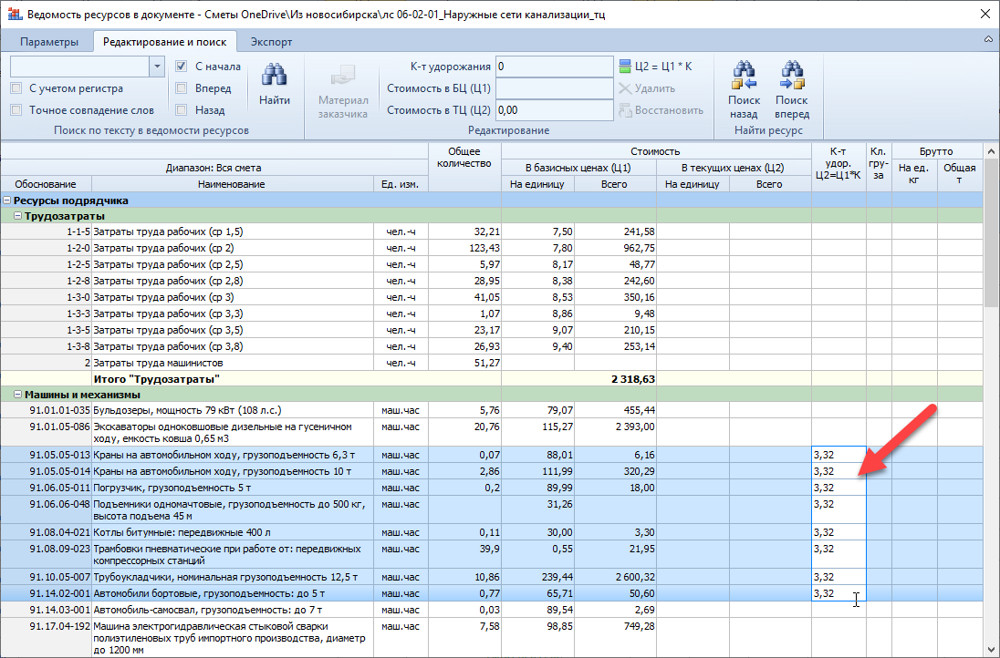 Ведомость ресурсов в документе - Сметы OneDrive\Из новосибирска\лс 06-02-01_Наружные сети канализации_тц
Параметры Редактирование и поиск Экспорт
С начала
С учетом регистра Вперед
Точное совпадение слов Назад
Найти
Поиск по тексту в ведомости ресурсов
Материал
заказчика
К-т удорожания 0 Ц2 = Ц1 * К
Стоимость в БЦ (Ц1) Удалить
Стоимость в ТЦ (Ц2) 0,00 Восстановить
Редактирование
Поиск
назад
Поиск
вперед
Найти ресурс
Диапазон: Вся смета
Обоснование Наименование Ед. изм.
Общее
количество
Стоимость
В базисных ценах (Ц1) В текущих ценах (Ц2)
На единицу Всего На единицу Всего
К-т
удор.
Ц2=Ц1*К
Кл.
гру-
за
Брутто
На ед.
кг
Общая
т
Ресурсы подрядчика
Трудозатраты
1-1-5 Затраты труда рабочих (ср 1,5) чел.-ч 32,21 7,50 241,58
1-2-0 Затраты труда рабочих (ср 2) чел.-ч 123,43 7,80 962,75
1-2-5 Затраты труда рабочих (ср 2,5) чел.-ч 5,97 8,17 48,77
1-2-8 Затраты труда рабочих (ср 2,8) чел.-ч 28,95 8,38 242,60
1-3-0 Затраты труда рабочих (ср 3) чел.-ч 41,05 8,53 350,16
1-3-3 Затраты труда рабочих (ср 3,3) чел.-ч 1,07 8,86 9,48
1-3-5 Затраты труда рабочих (ср 3,5) чел.-ч 23,17 9,07 210,15
1-3-8 Затраты труда рабочих (ср 3,8) чел.-ч 26,93 9,40 253,14
2 Затраты труда машинистов чел.-ч 51,27
Итого "Трудозатраты" 2 318,63
Машины и механизмы
91.01.01-035 Бульдозеры, мощность 79 кВт (108 л.с.) маш.час 5,76 79,07 455,44
91.01.05-086 Экскаваторы одноковшовые дизельные на гусеничном маш.час 20,76 115,27 2 393,00
ходу, емкость ковша 0,65 м3
91.05.05-013 Краны на автомобильном ходу, грузоподъемность 6,3 т маш.час 0,07 88,01 6,16 3,32
91.05.05-014 Краны на автомобильном ходу, грузоподъемность 10 т маш.час 2,86 111,99 320,29 3,32
91.06.05-011 Погрузчик, грузоподъемность 5 т маш.час 0,2 89,99 18,00 3,32
91.06.06-048 Подъемники одномачтовые, грузоподъемность до 500 кг, маш.час 31,26 3,32
высота подъема 45 м
91.08.04-021 Котлы битумные: передвижные 400 л маш.час 0,11 30,00 3,30 3,32
91.08.09-023 Трамбовки пневматические при работе от: передвижных маш.час 39,9 0,55 21,95 3,32
компрессорных станций
91.10.05-007 Трубоукладчики, номинальная грузоподъемность 12,5 т маш.час 10,86 239,44 2 600,32 3,32
91.14.02-001 Автомобили бортовые, грузоподъемность: до 5 т маш.час 0,77 65,71 50,60 3,32
91.14.03-001 Автомобиль-самосвал, грузоподъемность: до 7 т маш.час 0,03 89,54 2,69
91.17.04-192 Машина электрогидравлическая стыковой сварки маш.час 7,58 98,85 749,28
полиэтиленовых труб импортного производства, диаметр
до 1200 мм